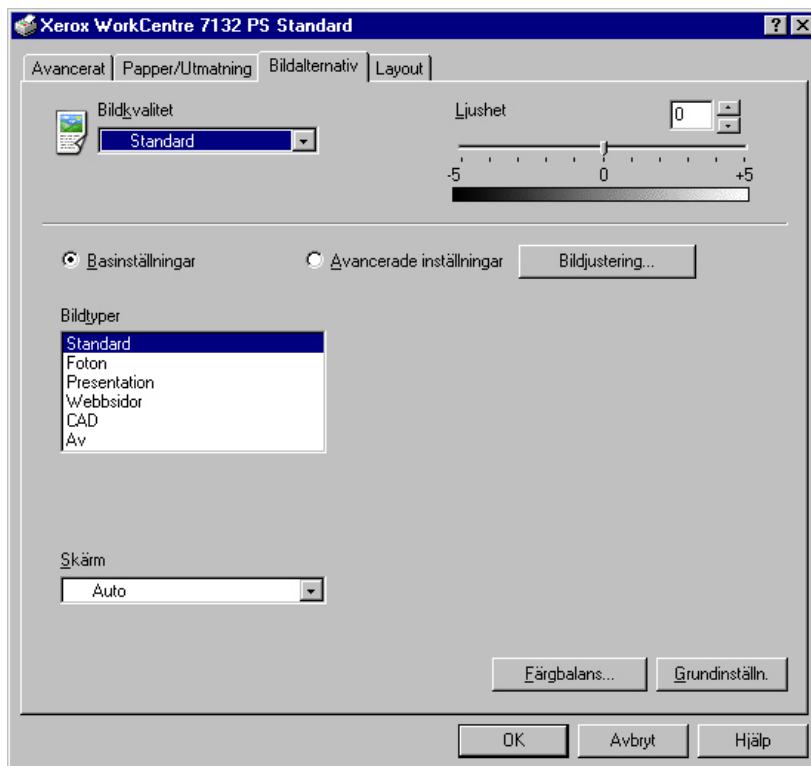 Xerox WorkCentre 7132 PS Standard
Avancerat Papper/Utmatning Bildalternativ Layout
Bildkvalitet
Standard
Ljushet
0
-5 0 +5
Basinställningar
Avancerade inställningar
Bildjustering...
Bildtyper
Standard
Foton
Presentation
Webbsidor
CAD
Av
Skärm
Auto
Färgbalans...
Grundinställn.
OK
Avbryt
Hjälp